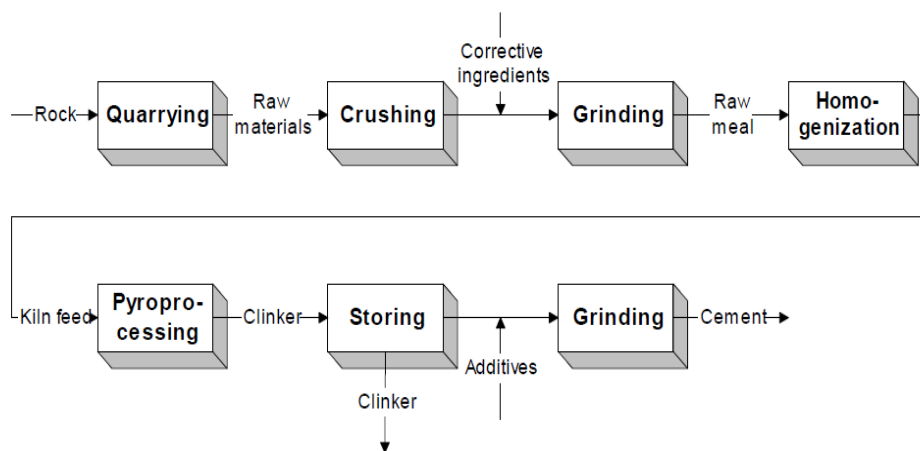 Corrective
ingredients
Rock
Quarrying
Raw
materials
Crushing
Grinding
Raw
meal
Homo-
genization
Kiln feed
Pyropro-
cessing
Clinker
Storing
Additives
Grinding
Cement
Clinker